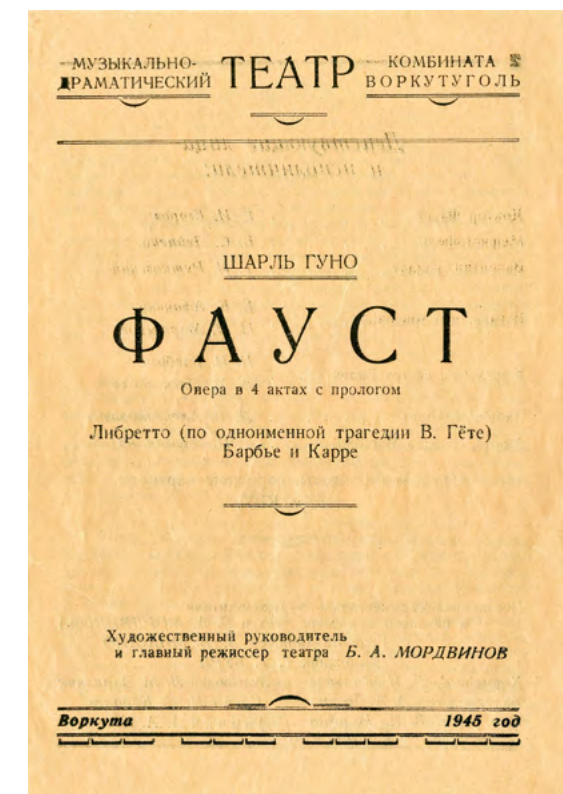 МУЗЫКАЛЬНО-
ДРАМАТИЧЕСКИЙ
ТЕАТР
КОМБИНАТА
ВОРКУТУГОЛЬ
ШАРЛЬ ГУНО
ФАУСТ
Опера в 4 актах с прологом
Либретто (по одноименной трагедии В. Гёте)
Барбье и Карре
Художественный руководитель
и главный режиссер театра Б. А. МОРДВИНОВ
Воркута 1945 год